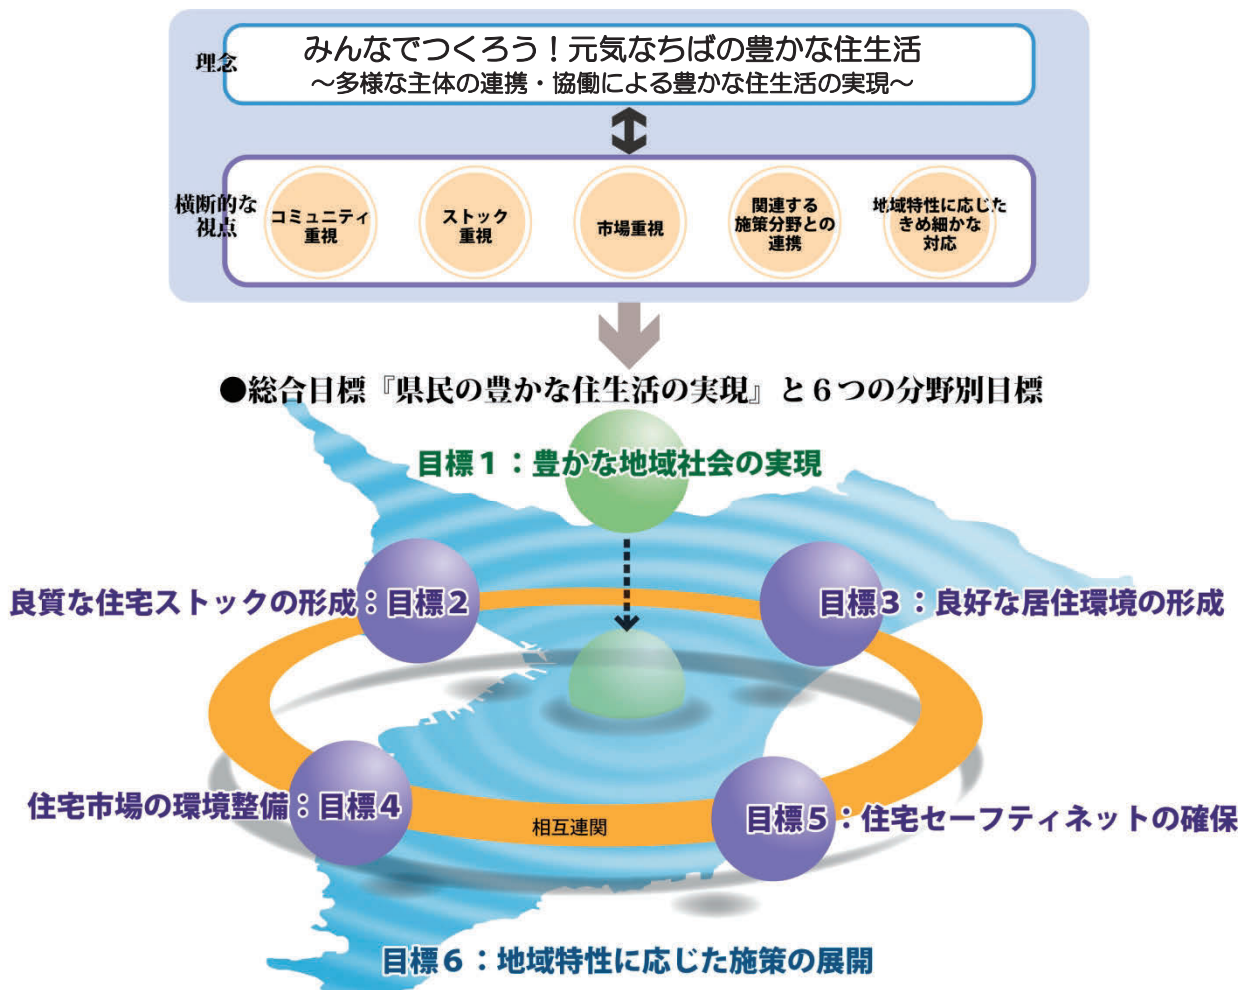 理念
みんなでつくろう！元気なちばの豊かな住生活
～多様な主体の連携・協働による豊かな住生活の実現～
横断的な
視点
コミュニティ
重視
ストック
重視
市場重視
関連する
施策分野との
連携
地域特性に応じた
きめ細かな
対応
●総合目標『県民の豊かな住生活の実現』と６つの分野別目標
目標１：豊かな地域社会の実現
良質な住宅ストックの形成：目標２
目標３：良好な居住環境の形成
住宅市場の環境整備：目標４
目標５：住宅セーフティネットの確保
相互連関
目標６：地域特性に応じた施策の展開